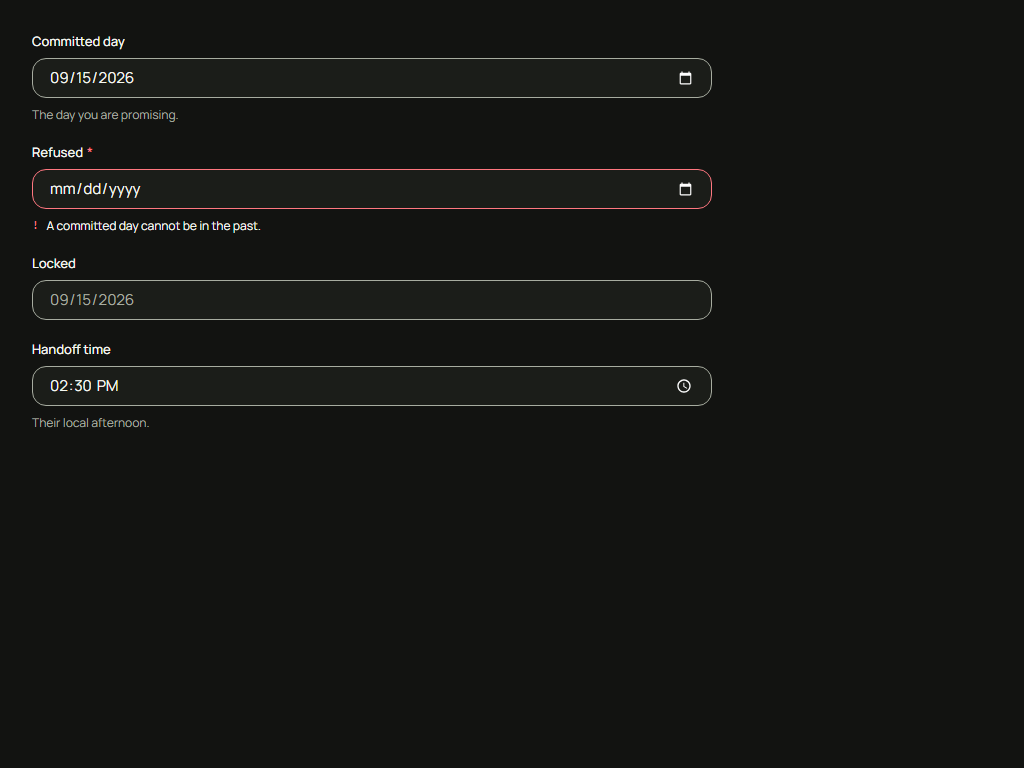 Committed day
09/15/2026
The day you are promising.
Refused *
mm/dd/yyyy
! A committed day cannot be in the past.
Locked
09/15/2026
Handoff time
02:30 PM
Their local afternoon.